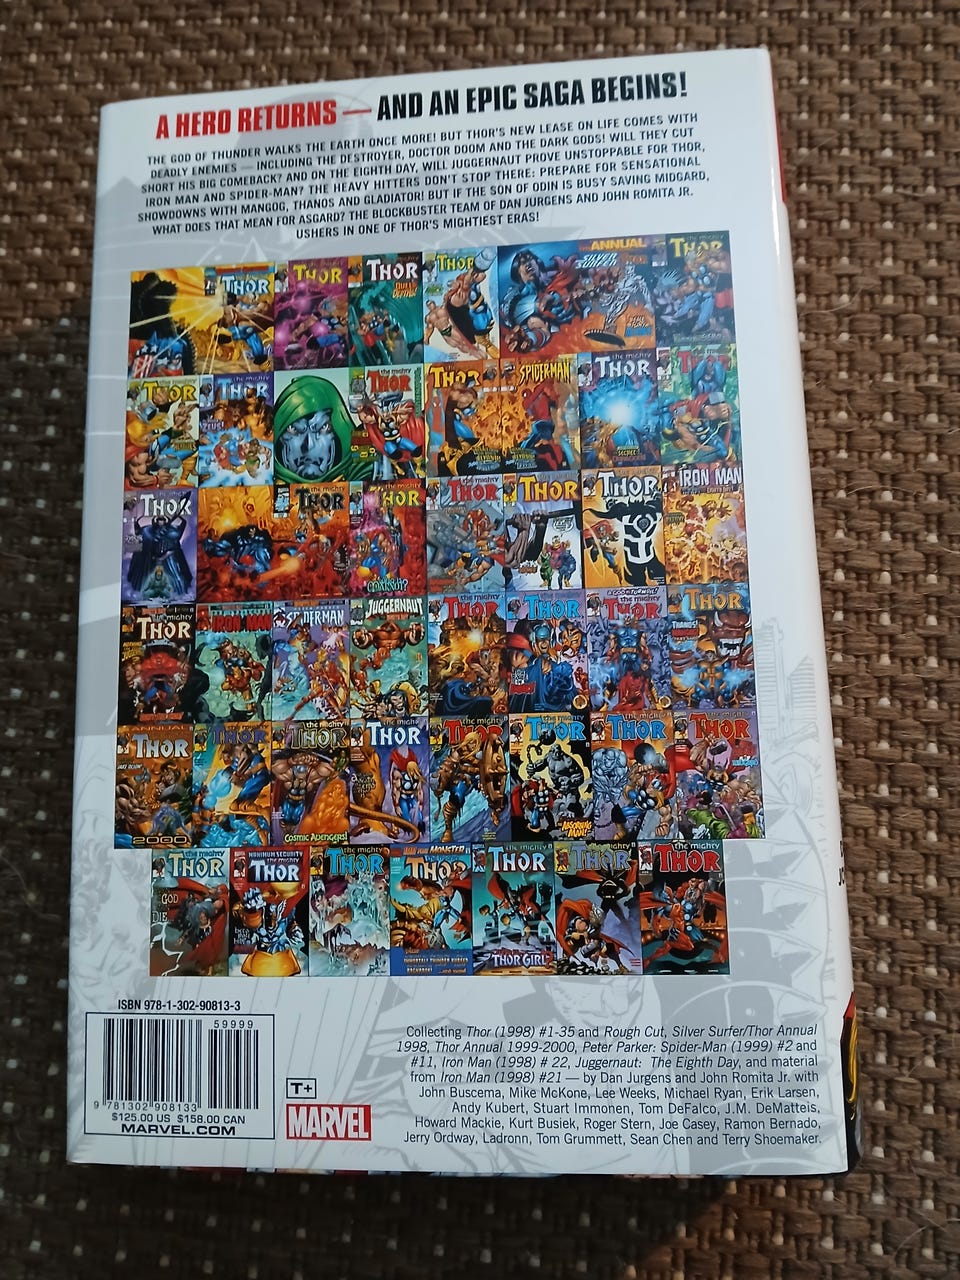 A HERO RETURNS — AND AN EPIC SAGA BEGINS!
THE GOD OF THUNDER WALKS THE EARTH ONCE MORE! BUT THOR'S NEW LEASE ON LIFE COMES WITH
DEADLY ENEMIES — INCLUDING THE DESTROYER, DOCTOR DOOM AND THE DARK GODS! WILL THEY CUT
SHORT HIS BIG COMEBACK? AND ON THE EIGHTH DAY, WILL JUGGERNAUT PROVE UNSTOPPABLE FOR THOR,
IRON MAN AND SPIDER-MAN? THE HEAVY HITTERS DON'T STOP THERE: PREPARE FOR SENSATIONAL
SHOWDOWNS WITH MANGOG, THANOS AND GLADIATOR! BUT IF THE SON OF ODIN IS BUSY SAVING MIDGARD,
WHAT DOES THAT MEAN FOR ASGARD? THE BLOCKBUSTER TEAM OF DAN JURGENS AND JOHN ROMITA JR.
USHERS IN ONE OF THOR'S MIGHTIEST ERAS!
THOR THOR THOR THOR ANNUAL SILVER SURFER THOR
THOR THOR THOR THOR SPIDER-MAN THOR
THOR THOR THOR THOR THOR THOR IRON MAN
THOR IRON MAN SPIDER-MAN JUGGERNAUT THOR THOR THOR
THOR THOR THOR THOR THOR THOR THOR
2000 COSMIC AVENGERS! ABSORBING MAN!
THOR MAXIMUM SECURITY THOR THOR THOR THOR THOR THOR
GOD DIE THOR GIRL
ISBN 978-1-302-90813-3
59999
9 781302 908133
$125.00 US $158.00 CAN
MARVEL.COM
T+
MARVEL
Collecting Thor (1998) #1-35 and Rough Cut, Silver Surfer/Thor Annual
1998, Thor Annual 1999-2000, Peter Parker: Spider-Man (1999) #2 and
#11, Iron Man (1998) # 22, Juggernaut: The Eighth Day, and material
from Iron Man (1998) #21 — by Dan Jurgens and John Romita Jr. with
John Buscema, Mike McKone, Lee Weeks, Michael Ryan, Erik Larsen,
Andy Kubert, Stuart Immonen, Tom DeFalco, J.M. DeMatteis,
Howard Mackie, Kurt Busiek, Roger Stern, Joe Casey, Ramon Bernado,
Jerry Ordway, Ladronn, Tom Grummett, Sean Chen and Terry Shoemaker.